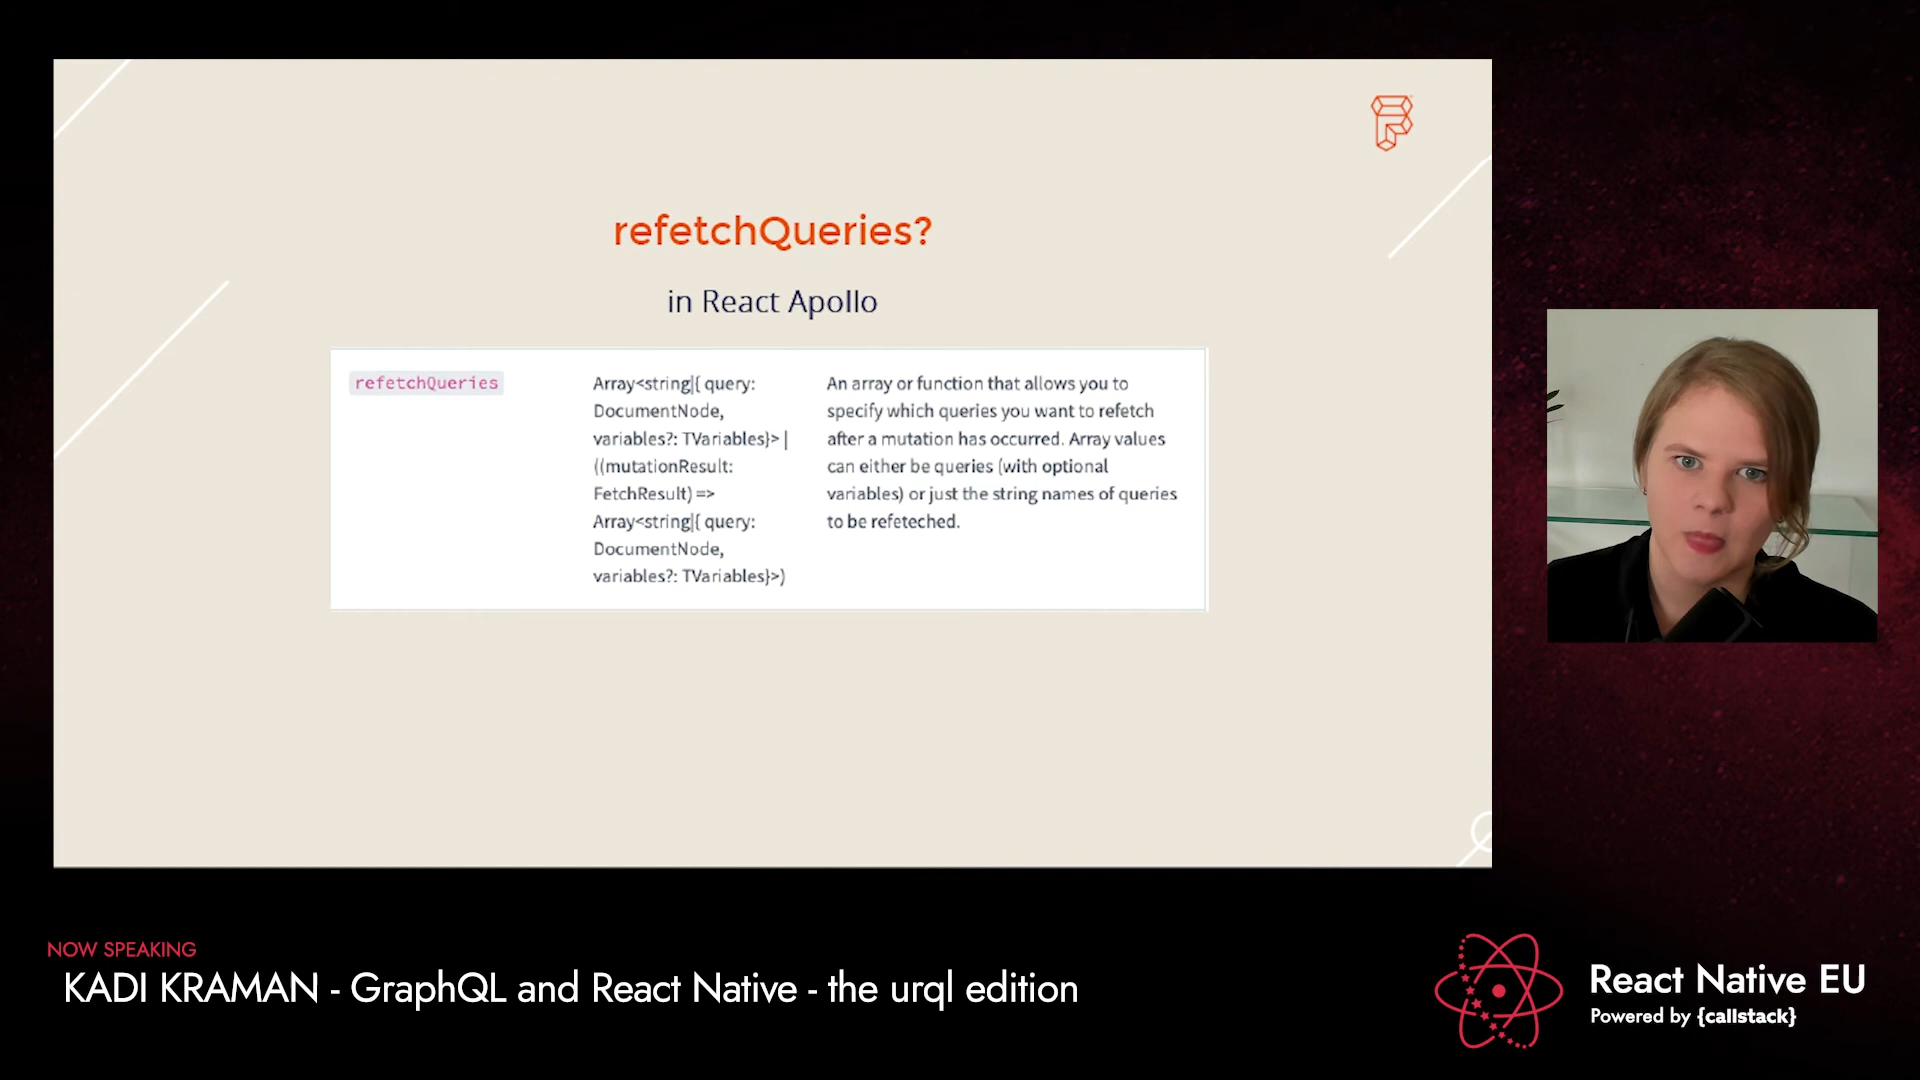 refetchQueries?
in React Apollo
refetchQueries
Array<string|{ query:
DocumentNode,
variables?: TVariables}> |
((mutationResult:
FetchResult) =>
Array<string|{ query:
DocumentNode,
variables?: TVariables}>)
An array or function that allows you to
specify which queries you want to refetch
after a mutation has occurred. Array values
can either be queries (with optional
variables) or just the string names of queries
to be refeteched.
NOW SPEAKING
KADI KRAMAN - GraphQL and React Native - the urql edition
React Native EU
Powered by {callstack}